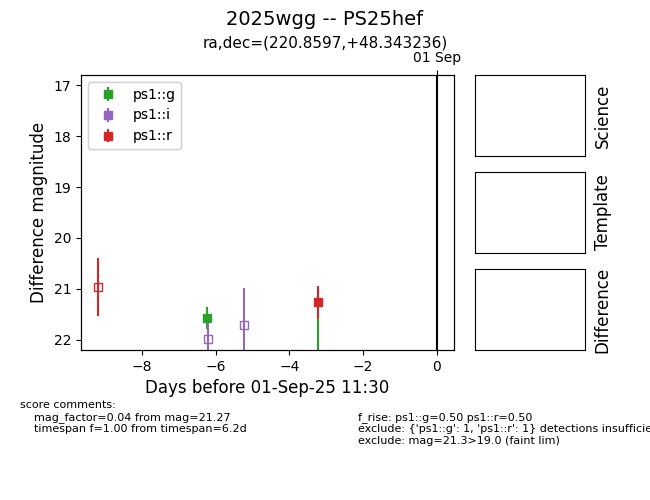 2025wgg -- PS25hef
ra,dec=(220.8597,+48.343236)
01 Sep
ps1::g
ps1::i
ps1::r
17
18
19
20
21
22
Difference magnitude
−8
−6
−4
−2
0
Days before 01-Sep-25 11:30
Science
Template
Difference
score comments:
mag_factor=0.04 from mag=21.27
timespan f=1.00 from timespan=6.2d
f_rise: ps1::g=0.50 ps1::r=0.50
exclude: {'ps1::g': 1, 'ps1::r': 1} detections insufficie
exclude: mag=21.3>19.0 (faint lim)